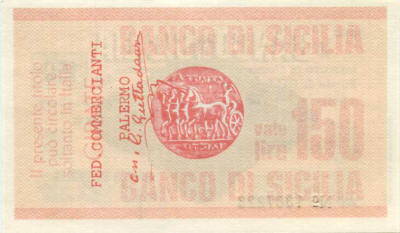 BANCO DI SICILIA
Il presente titolo
può circolare
soltanto in Italia
FED. COMMERCIANTI
PALERMO
vale
lire
150
BANCO DI SICILIA